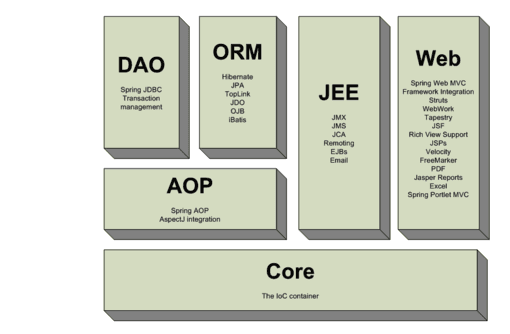 DAO
Spring JDBC
Transaction
management
ORM
Hibernate
JPA
TopLink
JDO
OJB
iBatis
JEE
JMX
JMS
JCA
Remoting
EJBs
Email
Web
Spring Web MVC
Framework Integration
Struts
WebWork
Tapestry
JSF
Rich View Support
JSPs
Velocity
FreeMarker
PDF
Jasper Reports
Excel
Spring Portlet MVC
AOP
Spring AOP
AspectJ integration
Core
The IoC container